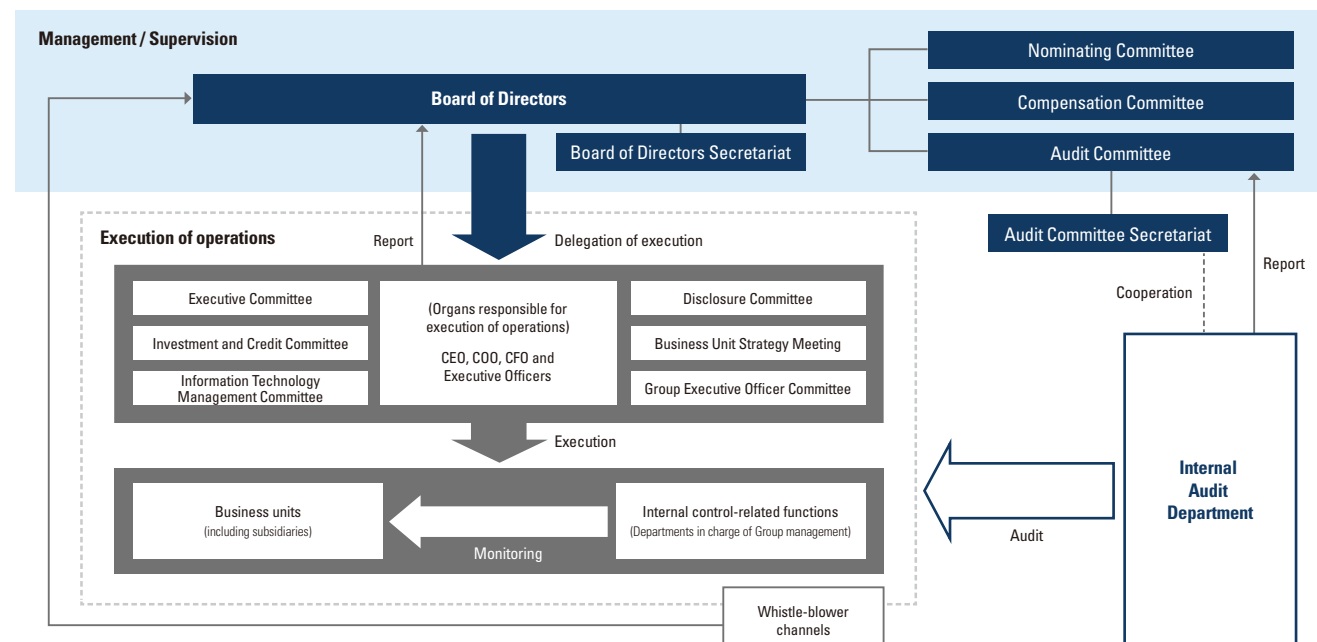 Management / Supervision
Nominating Committee
Board of Directors
Compensation Committee
Board of Directors Secretariat
Audit Committee
Execution of operations
Report
Delegation of execution
Audit Committee Secretariat
Report
Cooperation
Executive Committee
Investment and Credit Committee
Information Technology
Management Committee
(Organs responsible for
execution of operations)
CEO, COO, CFO and
Executive Officers
Disclosure Committee
Business Unit Strategy Meeting
Group Executive Officer Committee
Execution
Business units
(including subsidiaries)
Monitoring
Internal control-related functions
(Departments in charge of Group management)
Audit
Internal
Audit
Department
Whistle-blower
channels